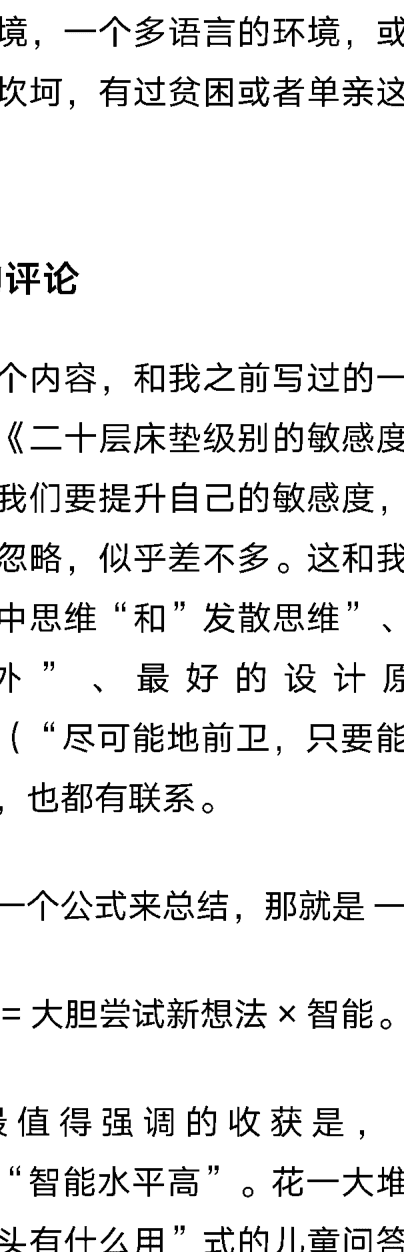 境，一个多语言的环境，或
坎坷，有过贫困或者单亲这
评论
个内容，和我之前写过的一
《二十层床垫级别的敏感度
我们要提升自己的敏感度，
忽略，似乎差不多。这和我
中思维“和”发散思维”、
外”、最好的设计原
（“尽可能地前卫，只要能
，也都有联系。
一个公式来总结，那就是一
= 大胆尝试新想法 × 智能。
最值得强调的收获是，
“智能水平高”。花一大堆
头有什么用”式的儿童问答